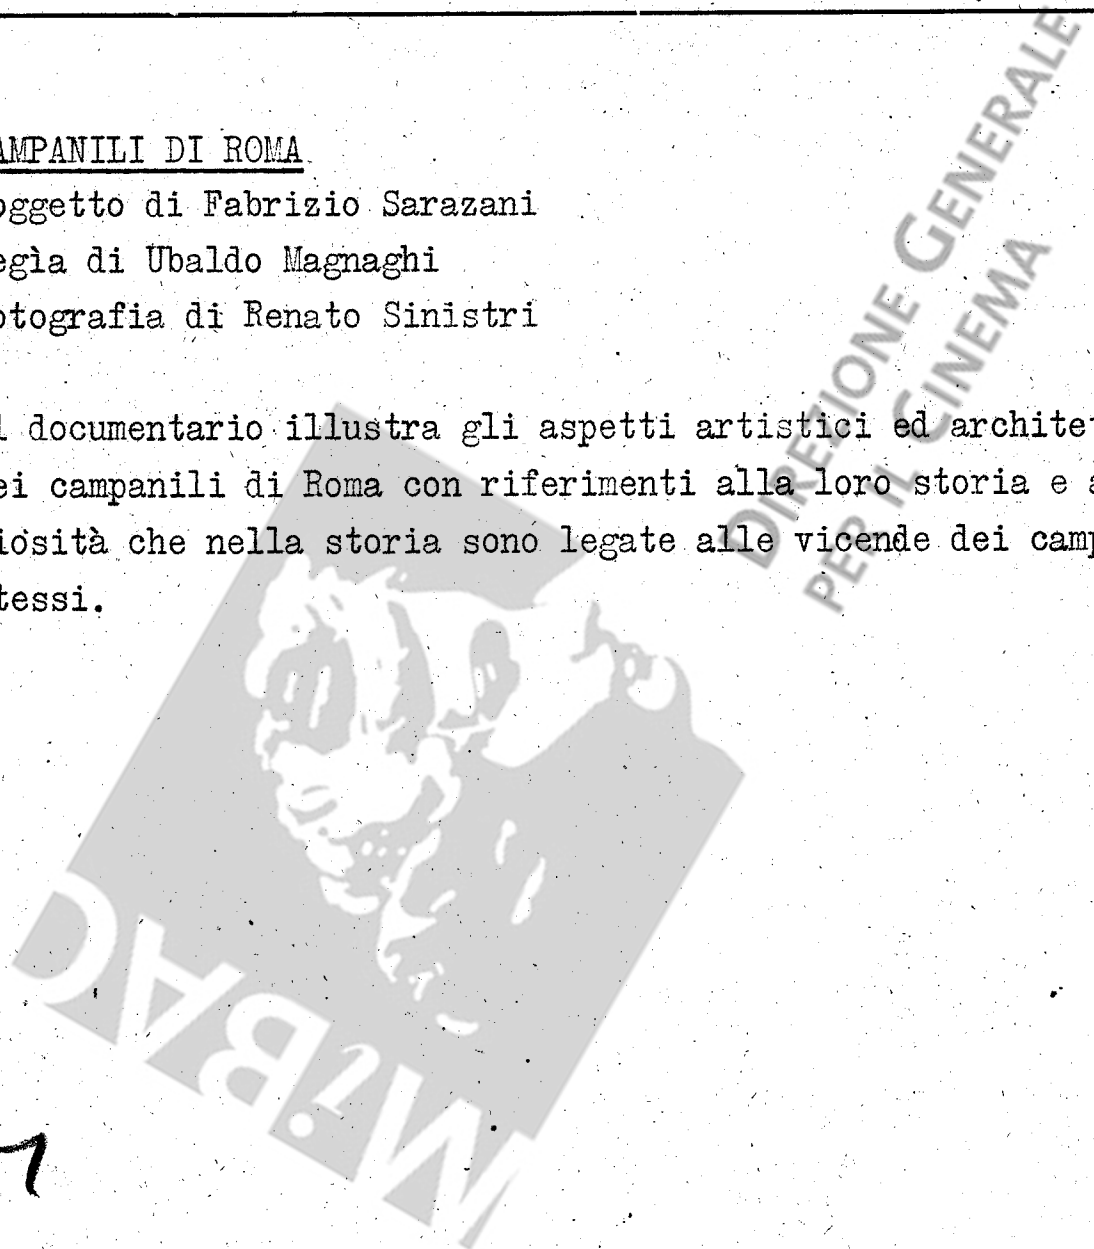 AMPANILI DI ROMA
oggetto di Fabrizio Sarazani
egìa di Ubaldo Magnaghi
otografia di Renato Sinistri
l documentario illustra gli aspetti artistici ed archite
ei campanili di Roma con riferimenti alla loro storia e a
iosità che nella storia sono legate alle vicende dei camp
tessi.
DIREZIONE GENERALE
PER IL CINEMA
MiBAC